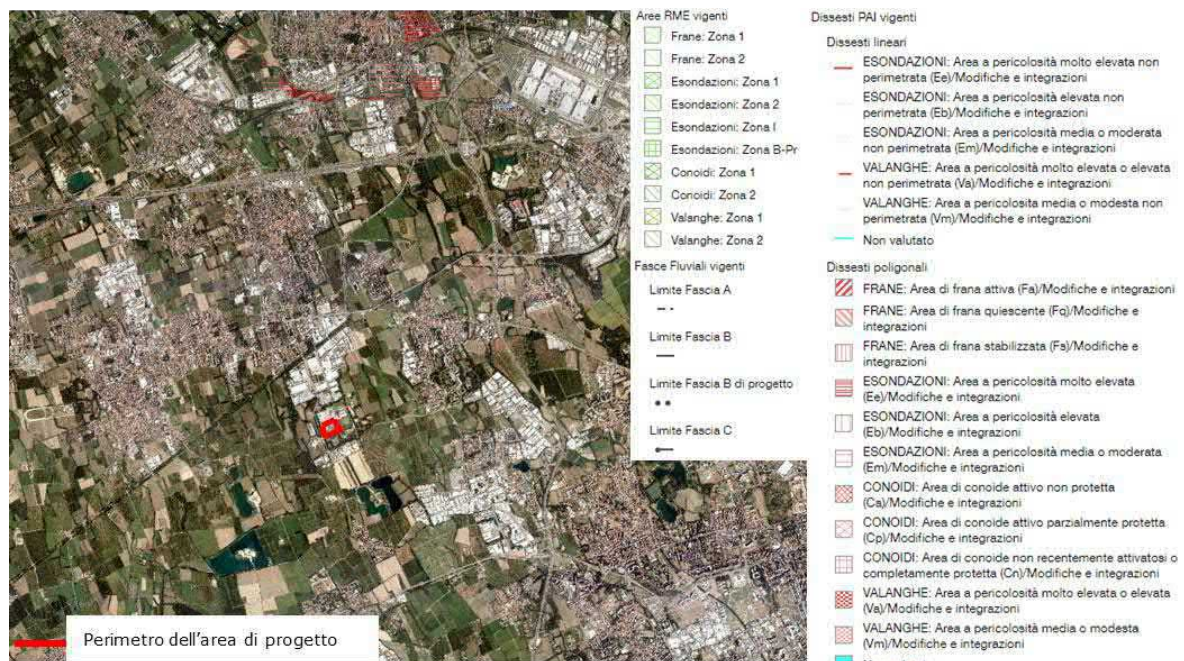 Aree RME vigenti
Frane: Zona 1
Frane: Zona 2
Esondazioni: Zona 1
Esondazioni: Zona 2
Esondazioni: Zona I
Esondazioni: Zona B-Pr
Conoidi: Zona 1
Conoidi: Zona 2
Valanghe: Zona 1
Valanghe: Zona 2
Fasce Fluviali vigenti
Limite Fascia A
Limite Fascia B
Limite Fascia B di progetto
Limite Fascia C
Dissesti PAI vigenti
Dissesti lineari
ESONDAZIONI: Area a pericolosità molto elevata non
perimetrata (Ee)/Modifiche e integrazioni
ESONDAZIONI: Area a pericolosità elevata non
perimetrata (Eb)/Modifiche e integrazioni
ESONDAZIONI: Area a pericolosità media o moderata
non perimetrata (Em)/Modifiche e integrazioni
VALANGHE: Area a pericolosità molto elevata o elevata
non perimetrata (Va)/Modifiche e integrazioni
VALANGHE: Area a pericolosita media o modesta non
perimetrata (Vm)/Modifiche e integrazioni
Non valutato
Dissesti poligonali
FRANE: Area di frana attiva (Fa)/Modifiche e integrazioni
FRANE: Area di frana quiescente (Fq)/Modifiche e
integrazioni
FRANE: Area di frana stabilizzata (Fs)/Modifiche e
integrazioni
ESONDAZIONI: Area a pericolosità molto elevata
(Ee)/Modifiche e integrazioni
ESONDAZIONI: Area a pericolosità elevata
(Eb)/Modifiche e integrazioni
ESONDAZIONI: Area a pericolosità media o moderata
(Em)/Modifiche e integrazioni
CONOIDI: Area di conoide attivo non protetta
(Ca)/Modifiche e integrazioni
CONOIDI: Area di conoide attivo parzialmente protetta
(Cp)/Modifiche e integrazioni
CONOIDI: Area di conoide non recentemente attivatosi o
completamente protetta (Cn)/Modifiche e integrazioni
VALANGHE: Area a pericolosità molto elevata o elevata
(Va)/Modifiche e integrazioni
VALANGHE: Area a pericolosità media o modesta
(Vm)/Modifiche e integrazioni
Perimetro dell'area di progetto